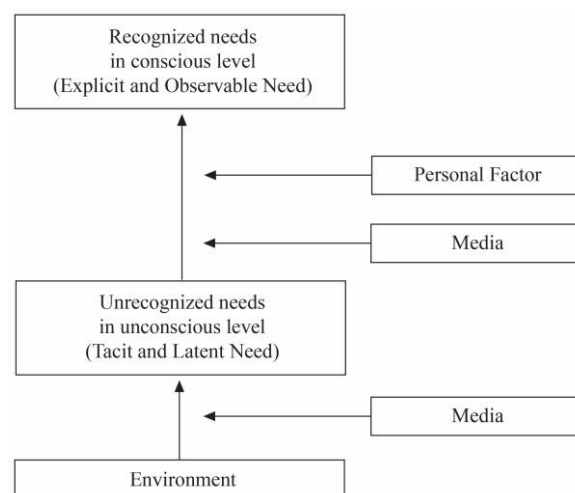 Recognized needs
in conscious level
(Explicit and Observable Need)
Personal Factor
Media
Unrecognized needs
in unconscious level
(Tacit and Latent Need)
Media
Environment